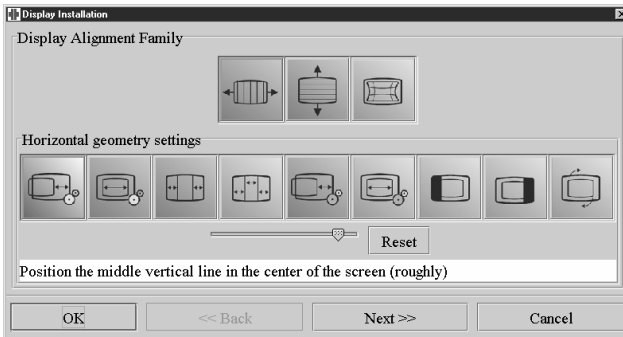 Display Installation
Display Alignment Family
Horizontal geometry settings
Reset
Position the middle vertical line in the center of the screen (roughly)
OK << Back Next >> Cancel